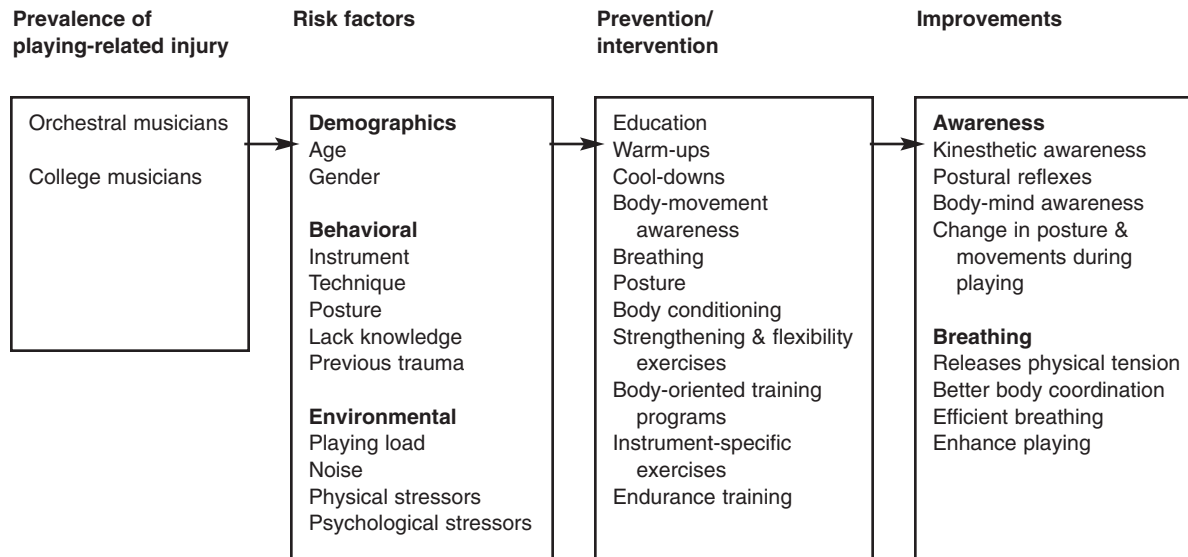 Prevalence of
playing-related injury
Orchestral musicians
College musicians
Risk factors
Demographics
Age
Gender
Behavioral
Instrument
Technique
Posture
Lack knowledge
Previous trauma
Environmental
Playing load
Noise
Physical stressors
Psychological stressors
Prevention/
intervention
Education
Warm-ups
Cool-downs
Body-movement
awareness
Breathing
Posture
Body conditioning
Strengthening & flexibility
exercises
Body-oriented training
programs
Instrument-specific
exercises
Endurance training
Improvements
Awareness
Kinesthetic awareness
Postural reflexes
Body-mind awareness
Change in posture &
movements during
playing
Breathing
Releases physical tension
Better body coordination
Efficient breathing
Enhance playing